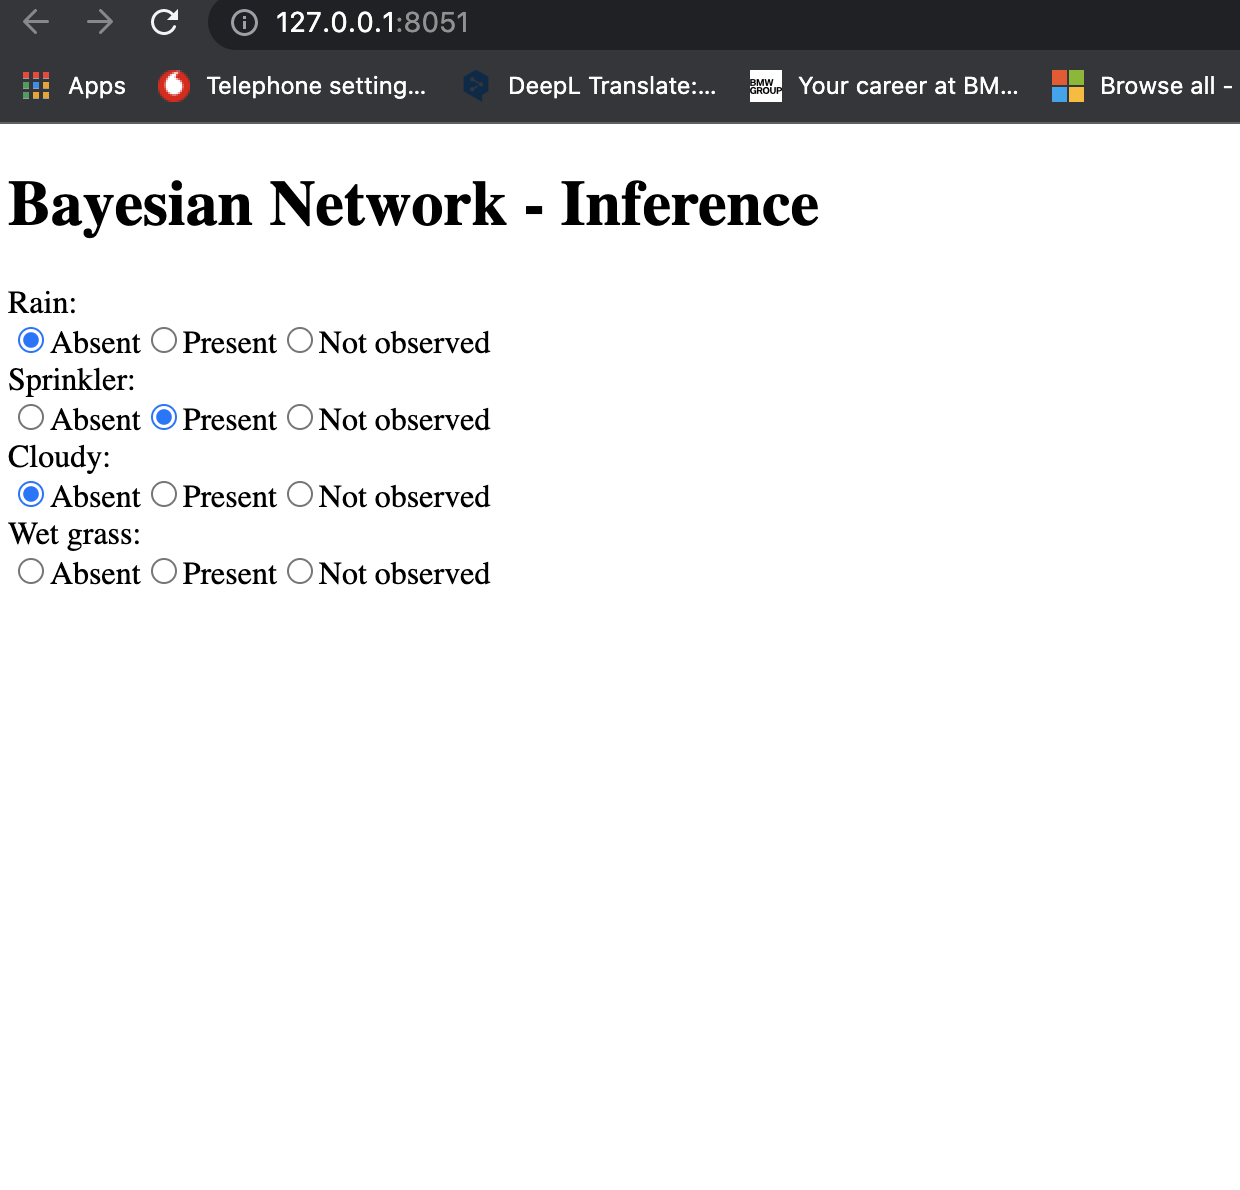 127.0.0.1:8051
Apps Telephone setting... DeepL Translate:... BMW GROUP Your career at BM... Browse all -
Bayesian Network - Inference
Rain:
Absent Present Not observed
Sprinkler:
Absent Present Not observed
Cloudy:
Absent Present Not observed
Wet grass:
Absent Present Not observed